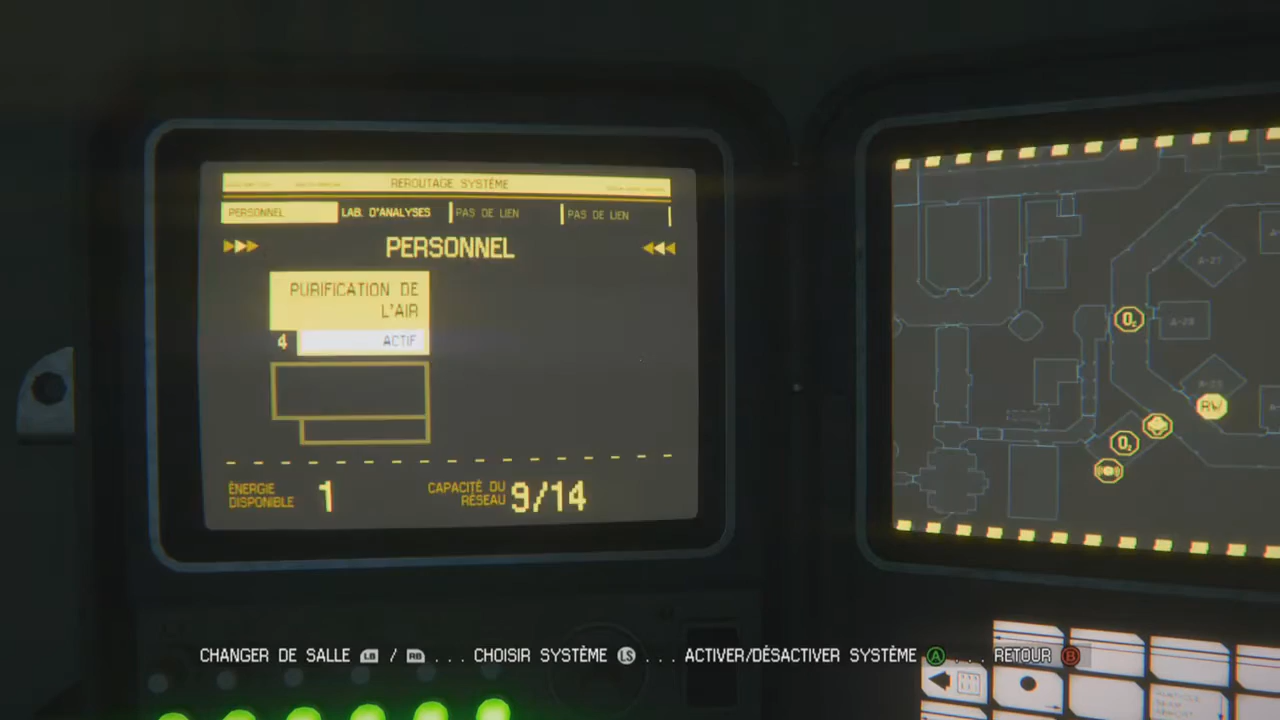 REROUTAGE SYSTÈME
PERSONNEL
LAB. D'ANALYSES
PAS DE LIEN
PAS DE LIEN
PERSONNEL
PURIFICATION DE
L'AIR
4 ACTIF
ÉNERGIE
DISPONIBLE
1
CAPACITÉ DU
RÉSEAU
9/14
A-27
O2
RW
O2
CHANGER DE SALLE LB / RB ... CHOISIR SYSTÈME LS ... ACTIVER/DÉSACTIVER SYSTÈME A ... RETOUR B